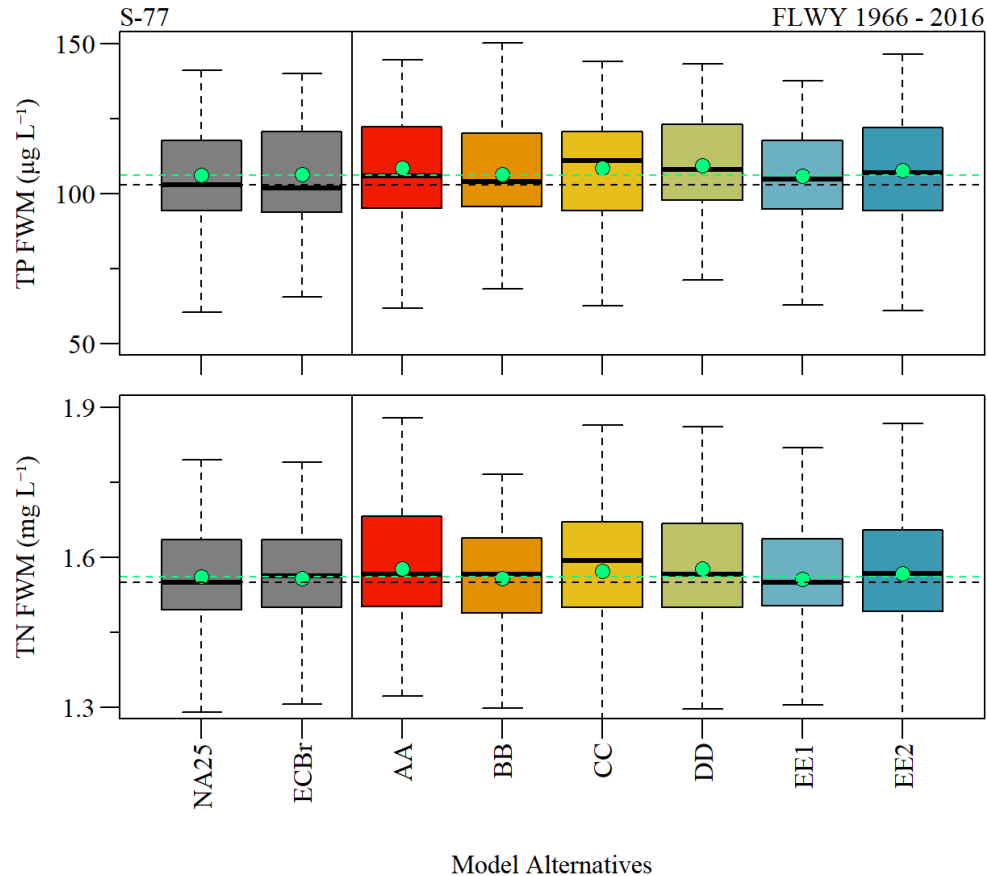 S-77 FLWY 1966 - 2016
TP FWM (µg L⁻¹)
150
100
50
TN FWM (mg L⁻¹)
1.9
1.6
1.3
NA25 ECBr AA BB CC DD EE1 EE2
Model Alternatives